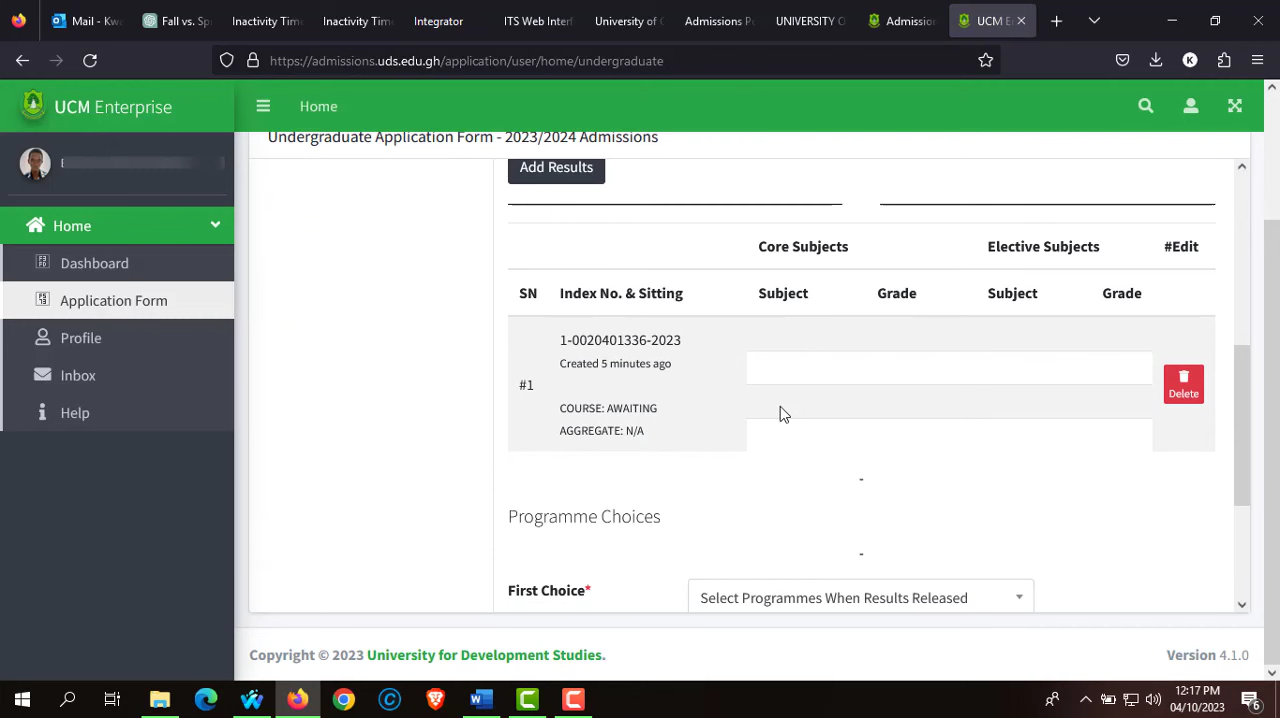 Mail - Kwa
Fall vs. Sp
Inactivity Time
Inactivity Time
Integrator
ITS Web Interf
University of
Admissions P
UNIVERSITY O
Admission
UCM E
https://admissions.uds.edu.gh/application/user/home/undergraduate
K
UCM Enterprise
Home
Undergraduate Application Form - 2023/2024 Admissions
Home
Dashboard
Application Form
Profile
Inbox
Help
Add Results
Core Subjects
Elective Subjects
#Edit
SN
Index No. & Sitting
Subject
Grade
Subject
Grade
#1
1-0020401336-2023
Created 5 minutes ago
COURSE: AWAITING
AGGREGATE: N/A
Delete
-
Programme Choices
-
First Choice*
Select Programmes When Results Released
Copyright © 2023 University for Development Studies.
Version 4.1.0
12:17 PM
04/10/2023
6